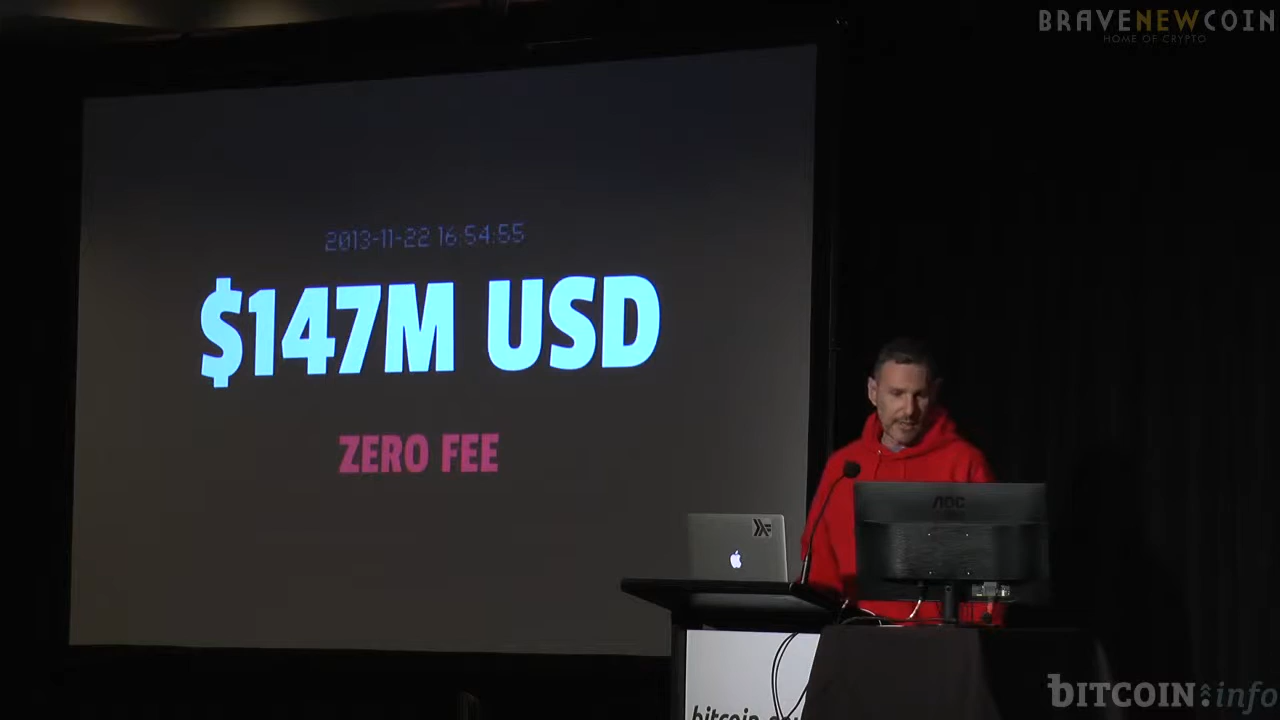 BRAVENEWCOIN
HOME OF CRYPTO
2013-11-22 16:54:55
$147M USD
ZERO FEE
AOC
BITCOIN info